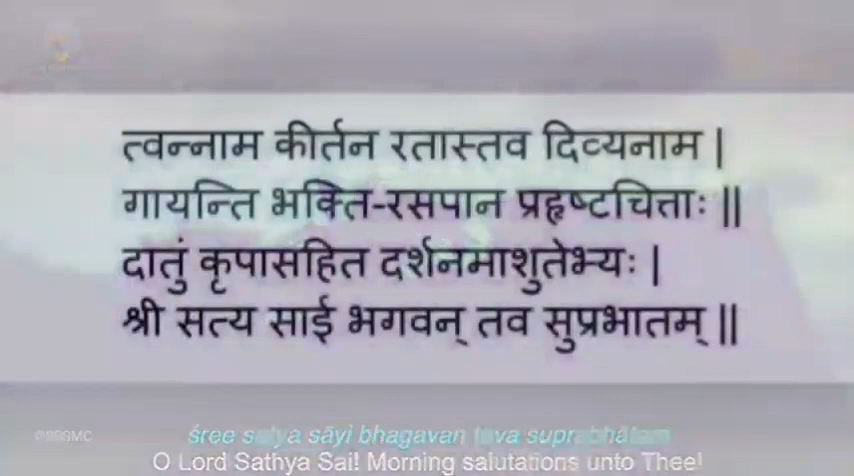 त्वन्नाम कीर्तन रतास्तव दिव्यनाम |
गायन्ति भक्ति-रसपान प्रहृष्टचित्ताः ||
दातुं कृपासहित दर्शनमाशुतेभ्यः |
श्री सत्य साई भगवन् तव सुप्रभातम् ||
©SSSMC
śree satya sāyi bhagavan tava suprabhātam
O Lord Sathya Sai! Morning salutations unto Thee!